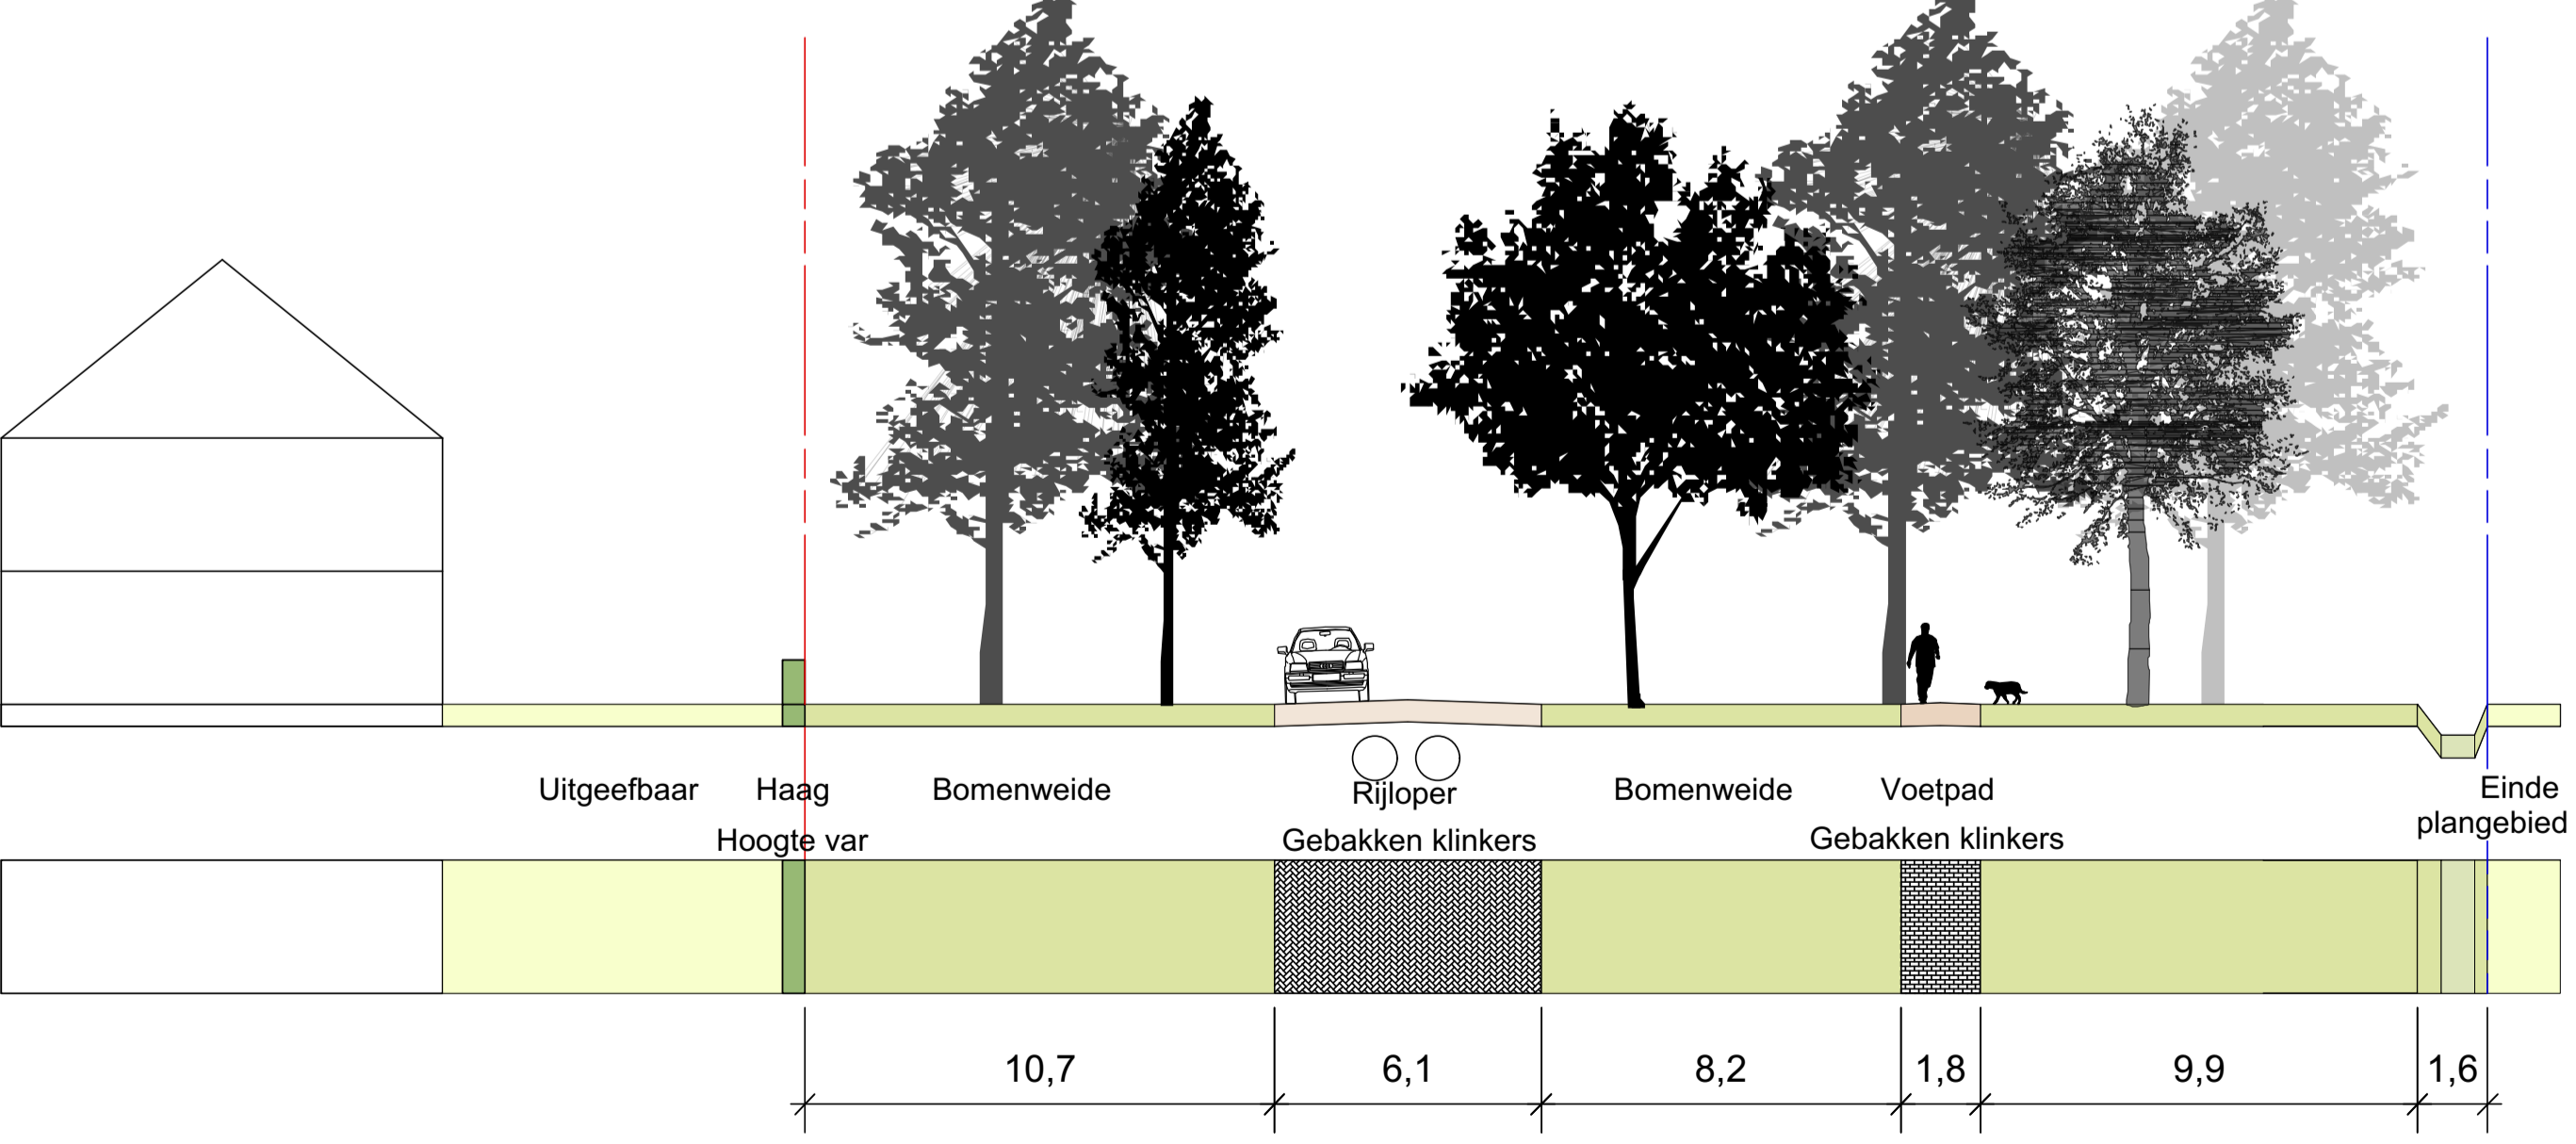 Uitgeefbaar
Haag
Hoogte var
Bomenweide
Rijloper
Gebakken klinkers
Bomenweide
Voetpad
Gebakken klinkers
Einde
plangebied
10,7
6,1
8,2
1,8
9,9
1,6